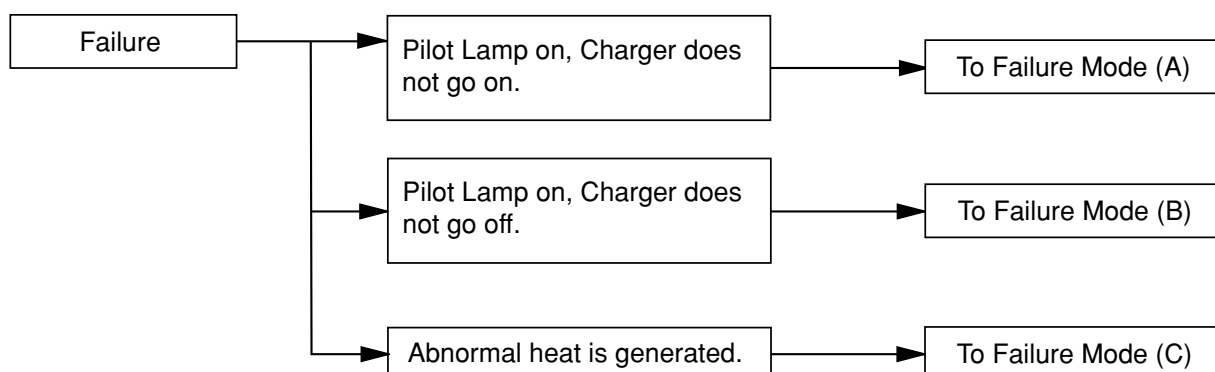 Failure
Pilot Lamp on, Charger does
not go on.
To Failure Mode (A)
Pilot Lamp on, Charger does
not go off.
To Failure Mode (B)
Abnormal heat is generated.
To Failure Mode (C)